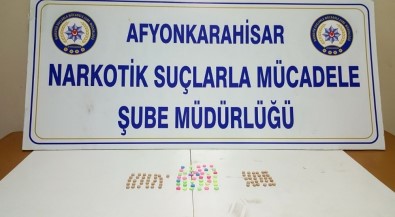 AFYONKARAHİSAR
NARKOTİK SUÇLARLA MÜCADELE
ŞUBE MÜDÜRLÜĞÜ